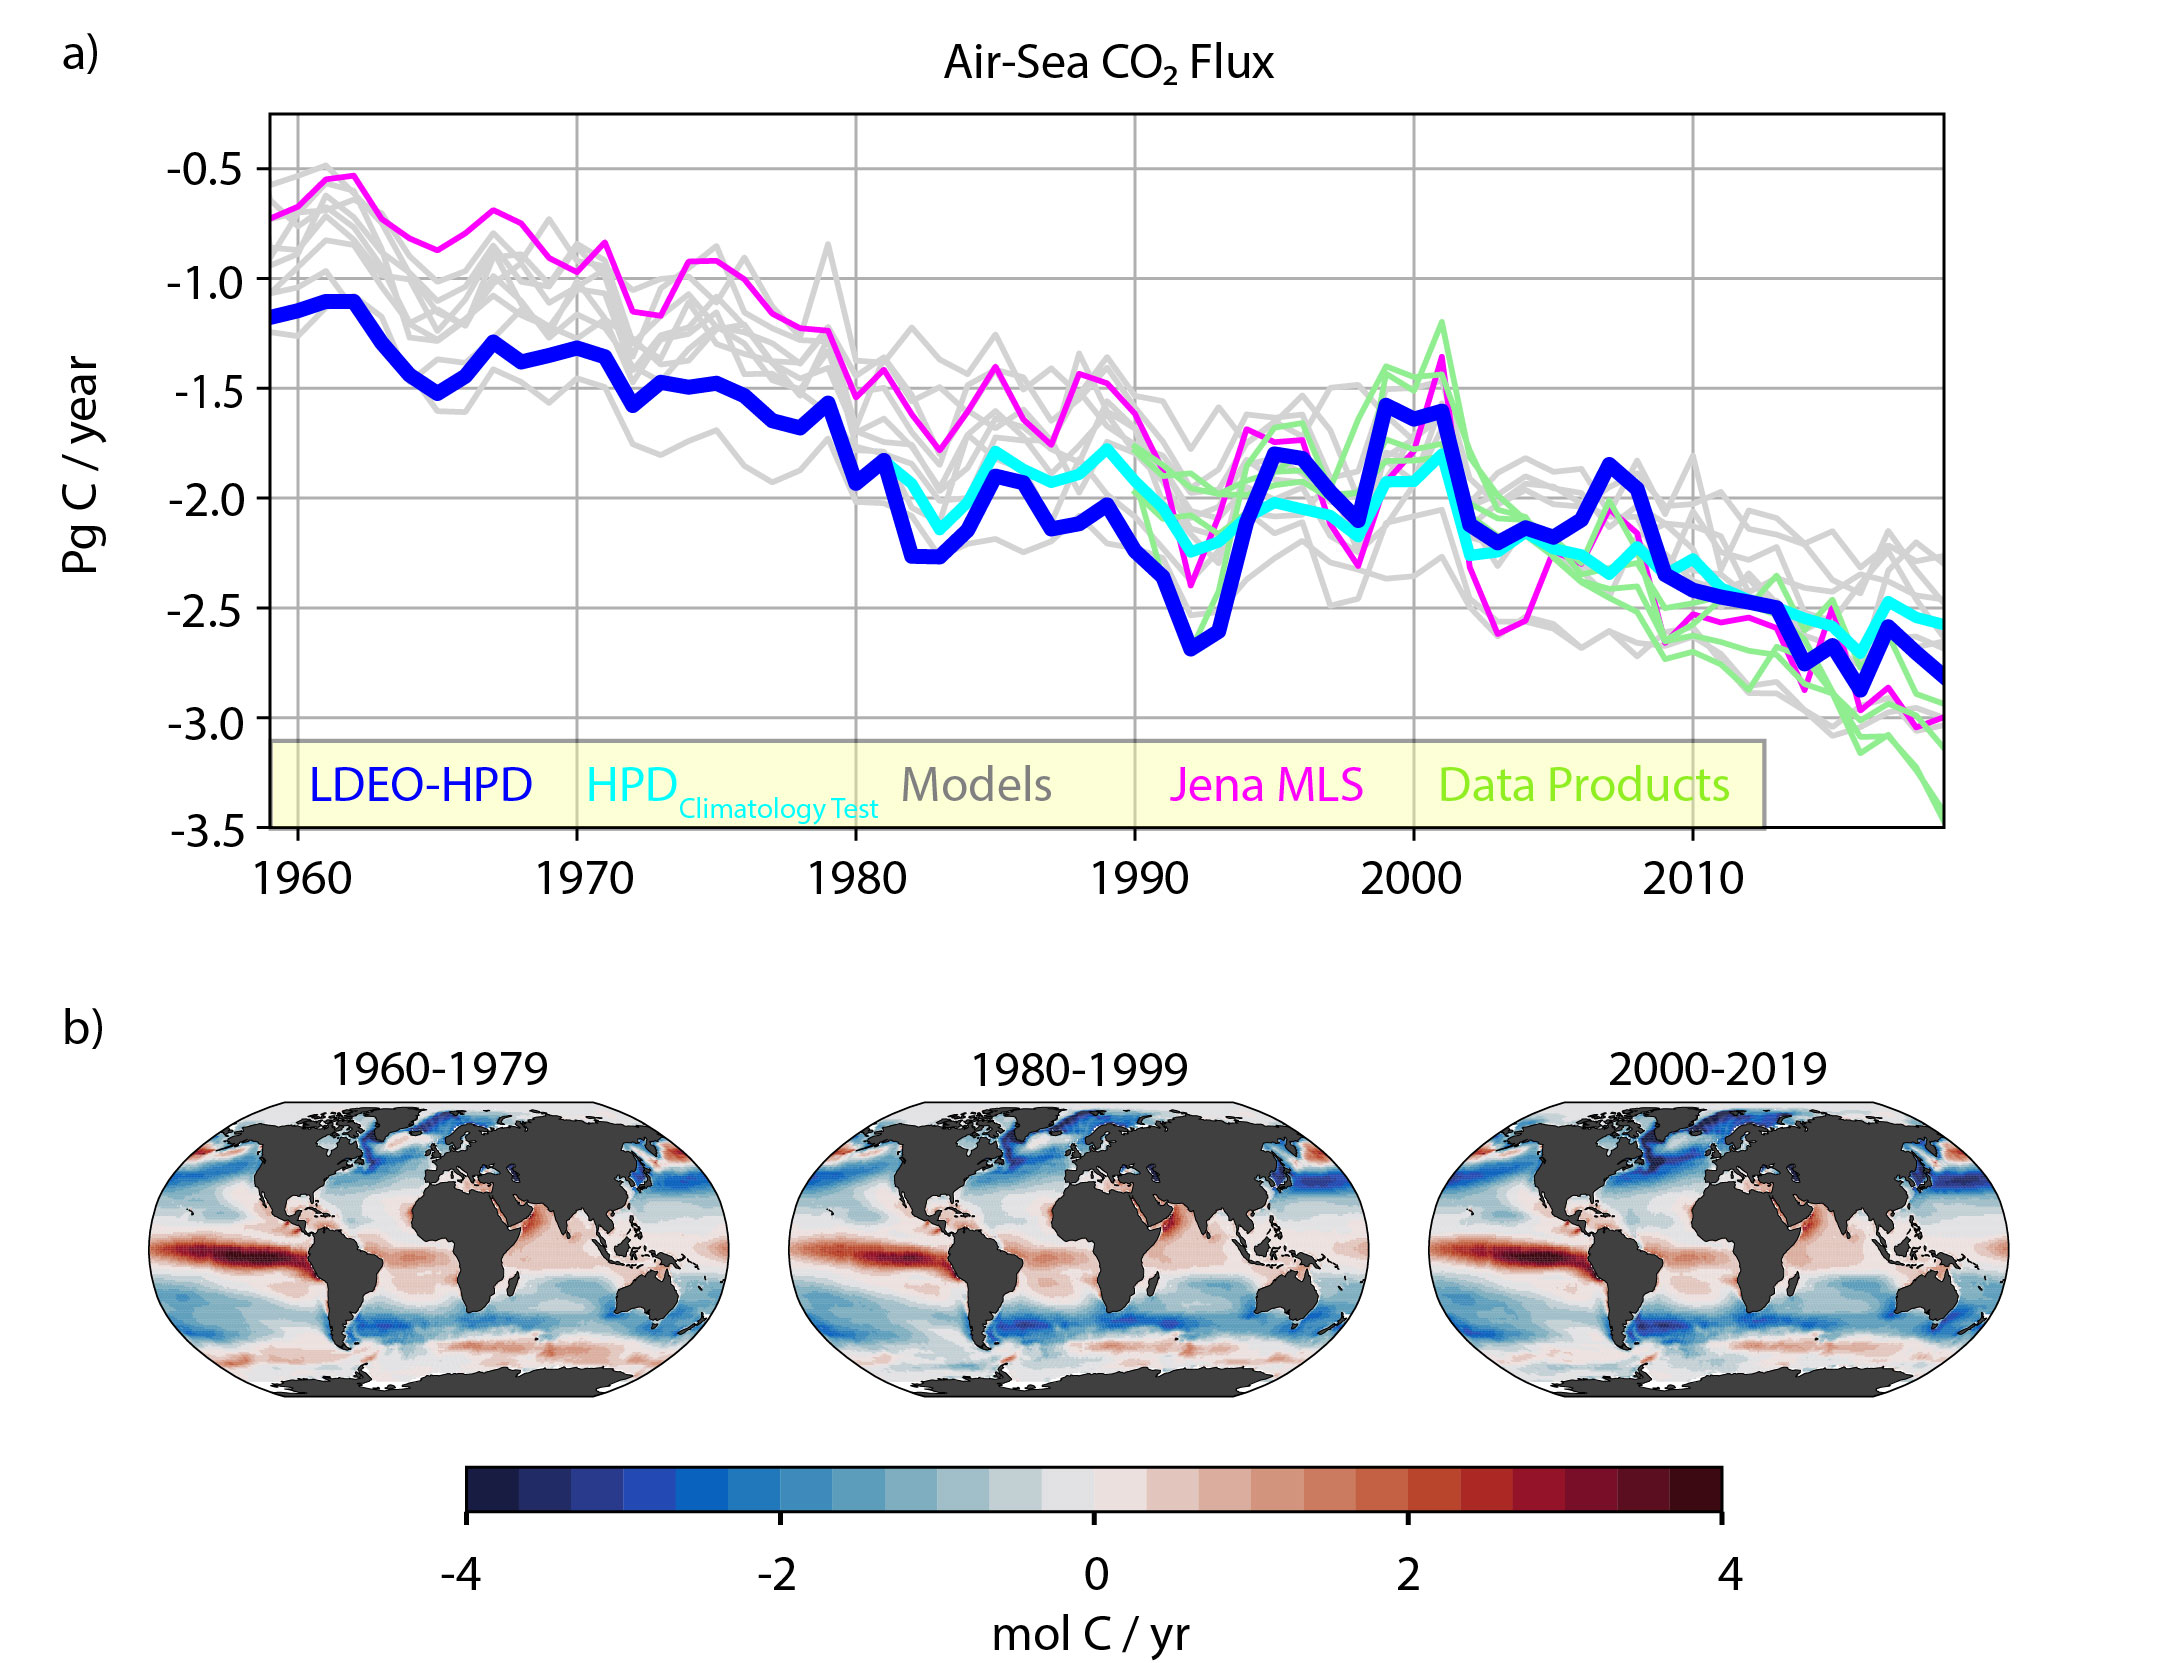 a)
Air-Sea CO₂ Flux
Pg C / year
-0.5
-1.0
-1.5
-2.0
-2.5
-3.0
-3.5
LDEO-HPD HPD Climatology Test Models Jena MLS Data Products
1960 1970 1980 1990 2000 2010
b)
1960-1979 1980-1999 2000-2019
-4 -2 0 2 4
mol C / yr